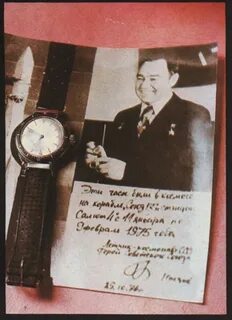 Эти часы были в космосе
на корабле „Союз 17“ и станции
„Салют 4“ с 11 января по
9 февраля 1975 года
Летчик-космонавт СССР
Герой Советского Союза